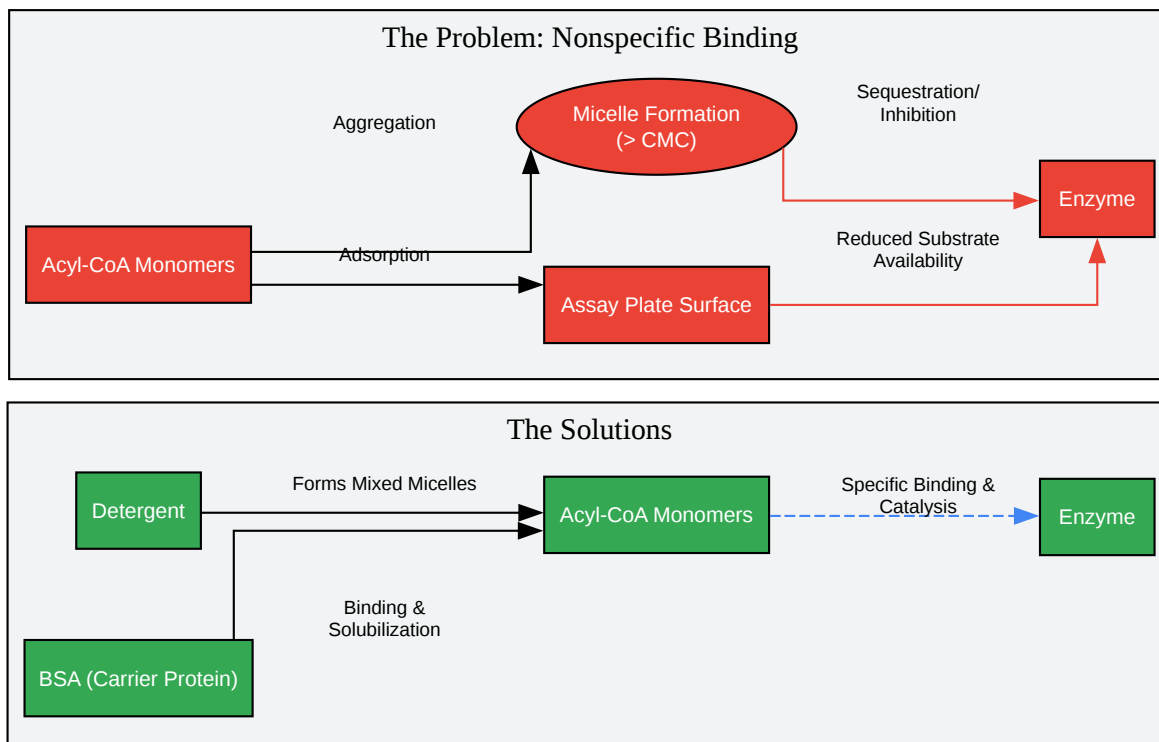 The Problem: Nonspecific Binding
Aggregation
Micelle Formation
(> CMC)
Sequestration/
Inhibition
Enzyme
Acyl-CoA Monomers
Adsorption
Assay Plate Surface
Reduced Substrate
Availability
The Solutions
Detergent
Forms Mixed Micelles
Acyl-CoA Monomers
Specific Binding &
Catalysis
Enzyme
Binding &
Solubilization
BSA (Carrier Protein)